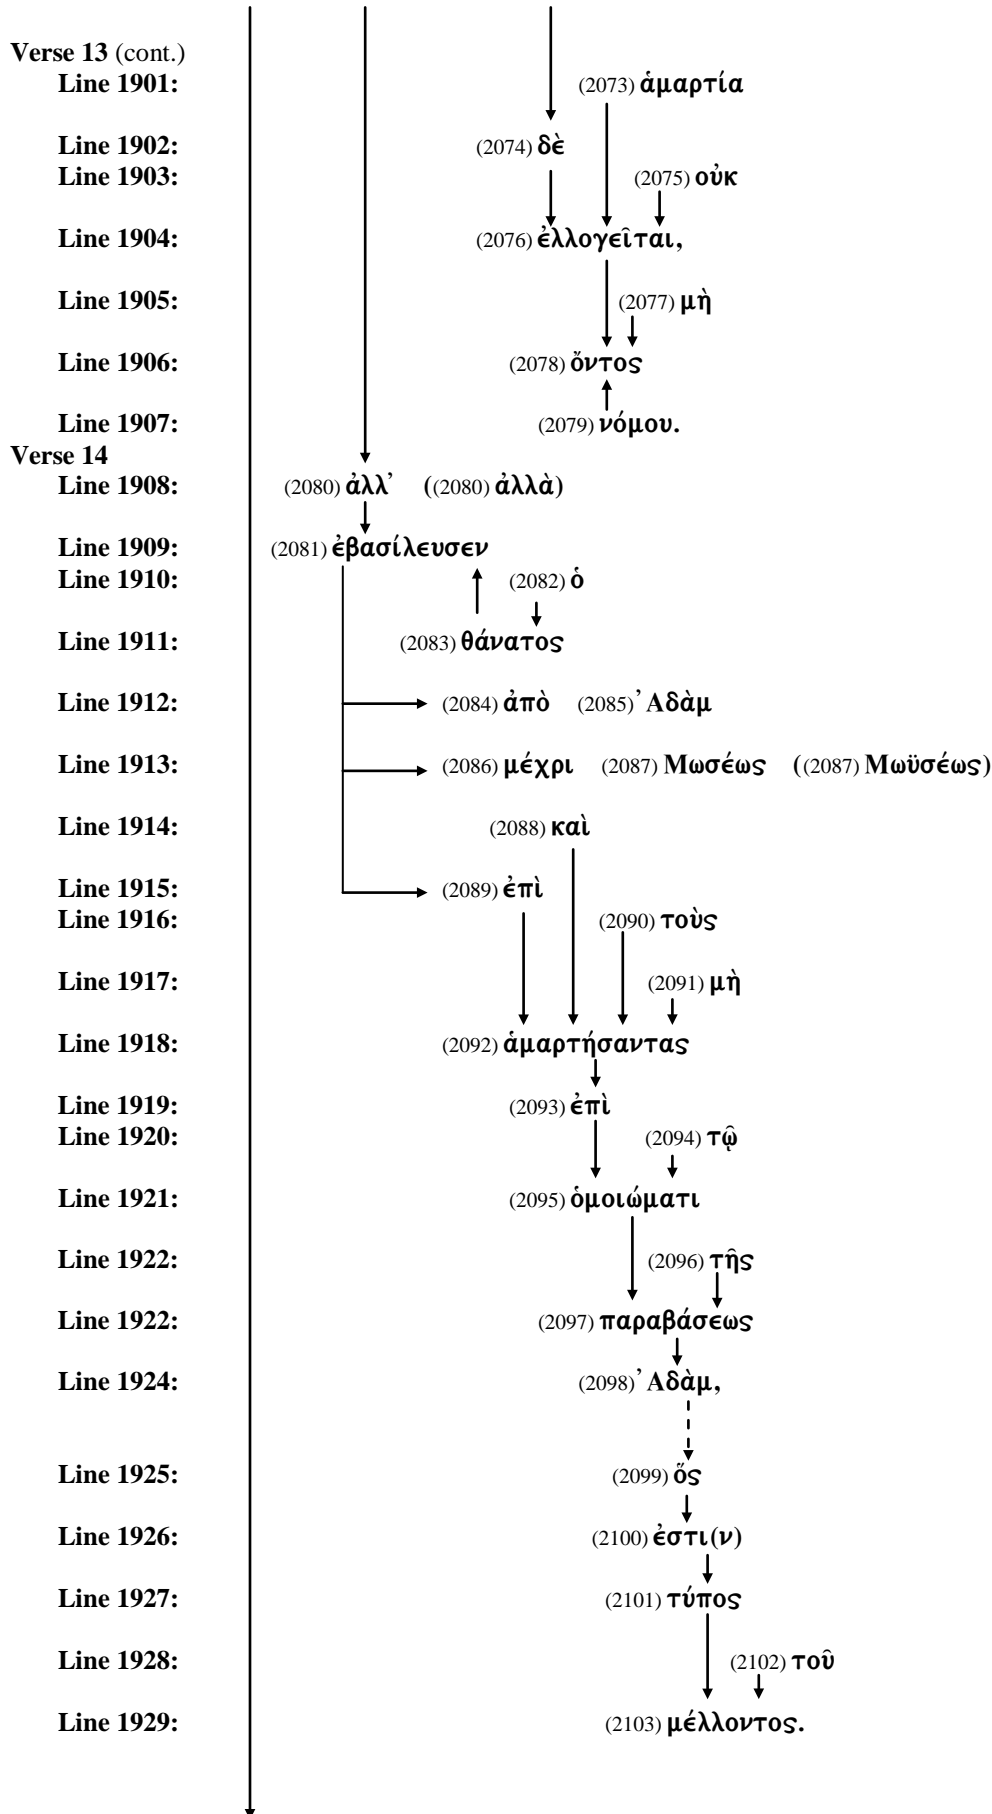 Verse 13 (cont.)
Line 1901: (2073) ἁμαρτία
Line 1902: (2074) δὲ
Line 1903: (2075) οὐκ
Line 1904: (2076) ἐλλογεῖται,
Line 1905: (2077) μὴ
Line 1906: (2078) ὄντος
Line 1907: (2079) νόμου.
Verse 14
Line 1908: (2080) ἀλλ’ ((2080) ἀλλὰ)
Line 1909: (2081) ἐβασίλευσεν
Line 1910: (2082) ὁ
Line 1911: (2083) θάνατος
Line 1912: (2084) ἀπὸ (2085) ’Αδὰμ
Line 1913: (2086) μέχρι (2087) Μωσέως ((2087) Μωϋσέως)
Line 1914: (2088) καὶ
Line 1915: (2089) ἐπὶ
Line 1916: (2090) τοὺς
Line 1917: (2091) μὴ
Line 1918: (2092) ἁμαρτήσαντας
Line 1919: (2093) ἐπὶ
Line 1920: (2094) τῷ
Line 1921: (2095) ὁμοιώματι
Line 1922: (2096) τῆς
Line 1922: (2097) παραβάσεως
Line 1924: (2098) ’Αδὰμ,
Line 1925: (2099) ὅς
Line 1926: (2100) ἐστι(ν)
Line 1927: (2101) τύπος
Line 1928: (2102) τοῦ
Line 1929: (2103) μέλλοντος.